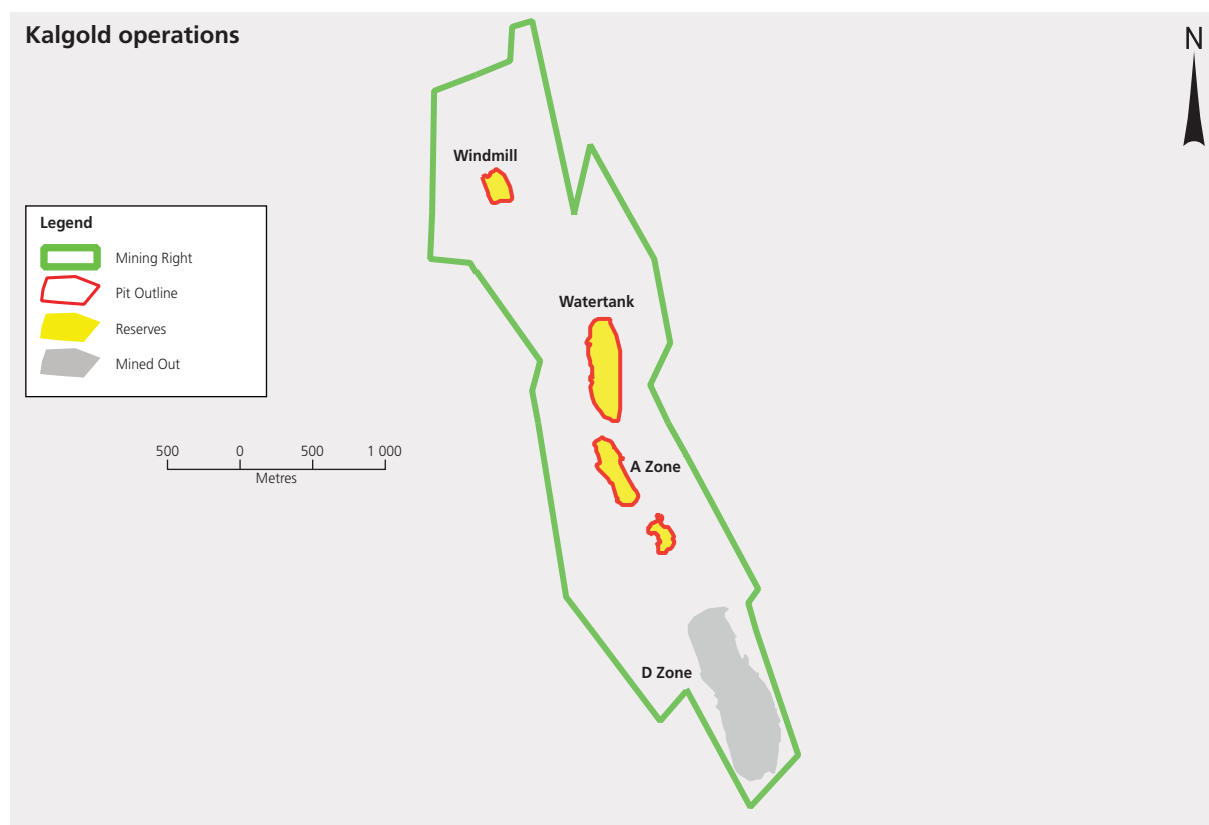 Kalgold operations
N
Windmill
Legend
Mining Right
Pit Outline
Reserves
Mined Out
Watertank
500 0 500 1 000
Metres
A Zone
D Zone